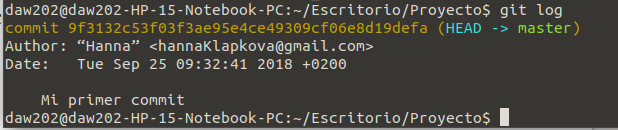 daw202@daw202-HP-15-Notebook-PC:~/Escritorio/Proyecto$ git log
commit 9f3132c53f03f3ae95e4ce49309cf06e8d19defa (HEAD -> master)
Author: “Hanna” <hannaKlapkova@gmail.com>
Date:   Tue Sep 25 09:32:41 2018 +0200
    Mi primer commit
daw202@daw202-HP-15-Notebook-PC:~/Escritorio/Proyecto$